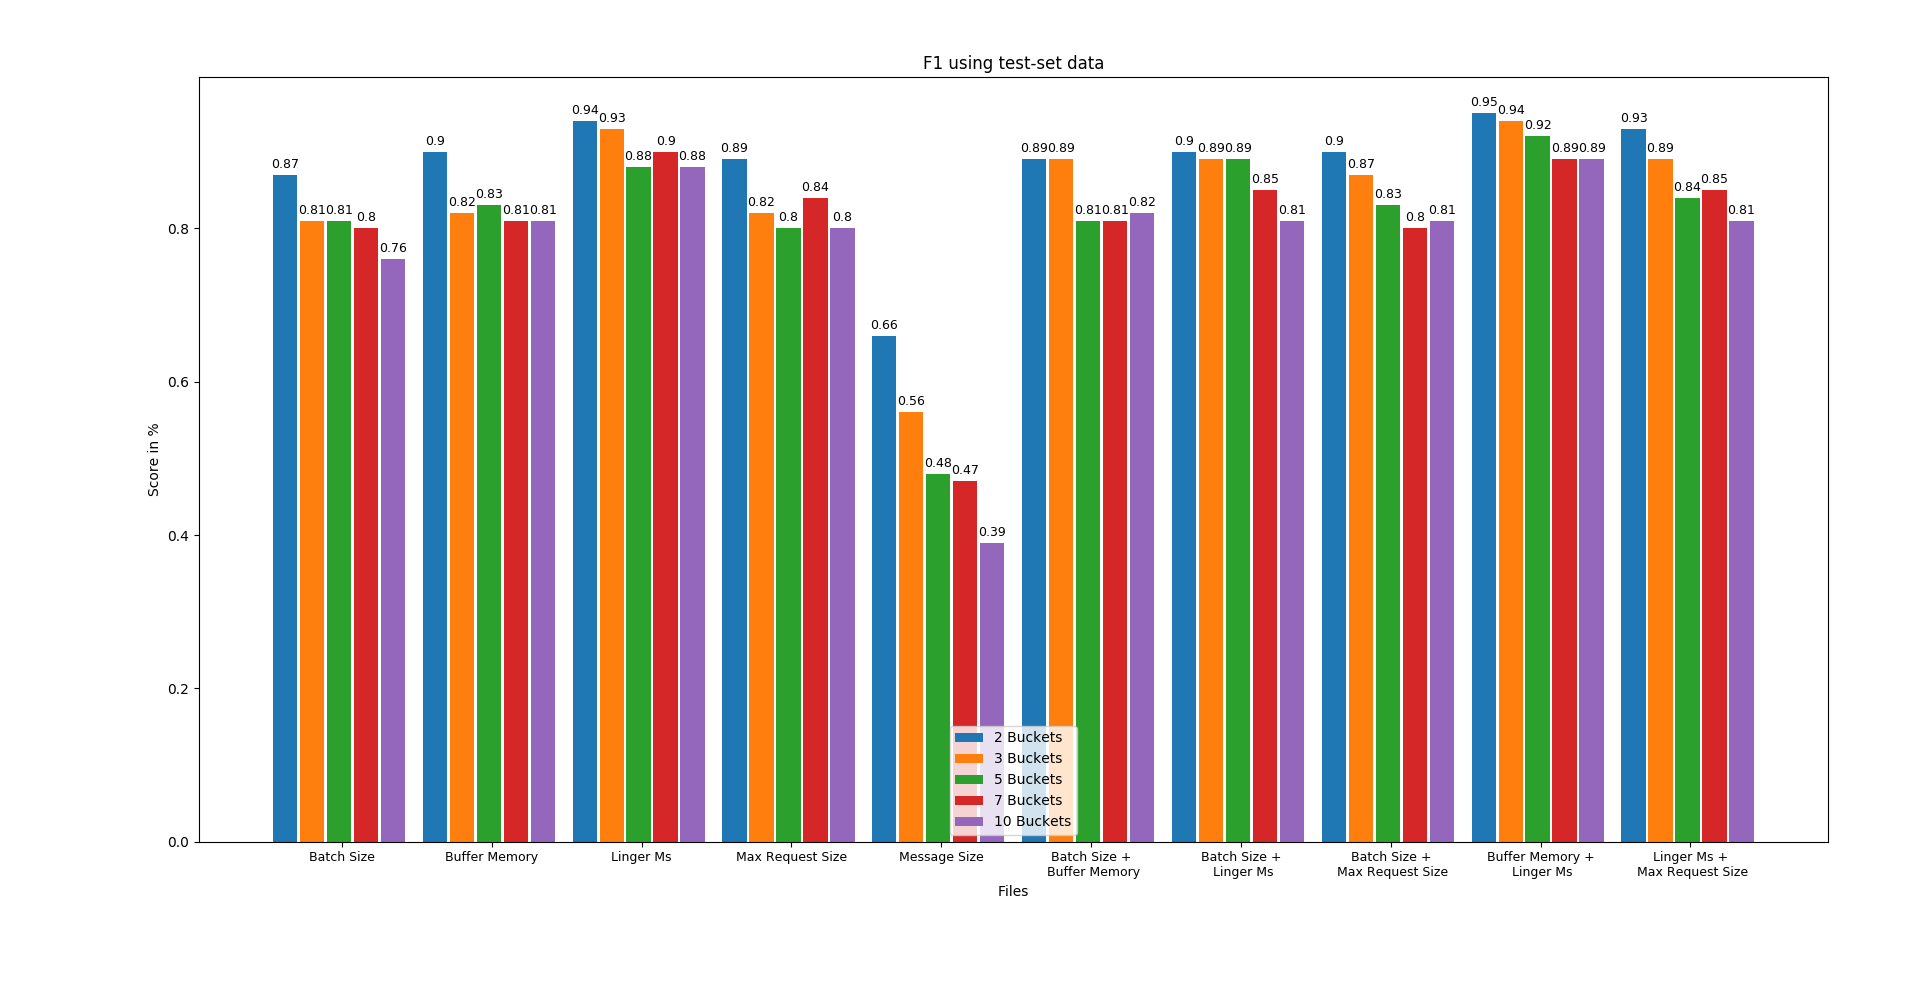 F1 using test-set data
Score in %
0.8
0.6
0.4
0.2
0.0
0.87 0.81 0.81 0.8 0.76
0.9 0.82 0.83 0.81 0.81
0.94 0.93 0.88 0.9 0.88
0.89 0.82 0.8 0.84 0.8
0.66 0.56 0.48 0.47 0.39
0.89 0.89 0.81 0.81 0.82
0.9 0.89 0.89 0.85 0.81
0.9 0.87 0.83 0.8 0.81
0.95 0.94 0.92 0.89 0.89
0.93 0.89 0.84 0.85 0.81
2 Buckets
3 Buckets
5 Buckets
7 Buckets
10 Buckets
Batch Size
Buffer Memory
Linger Ms
Max Request Size
Message Size
Batch Size +
Buffer Memory
Batch Size +
Linger Ms
Batch Size +
Max Request Size
Buffer Memory +
Linger Ms
Linger Ms +
Max Request Size
Files